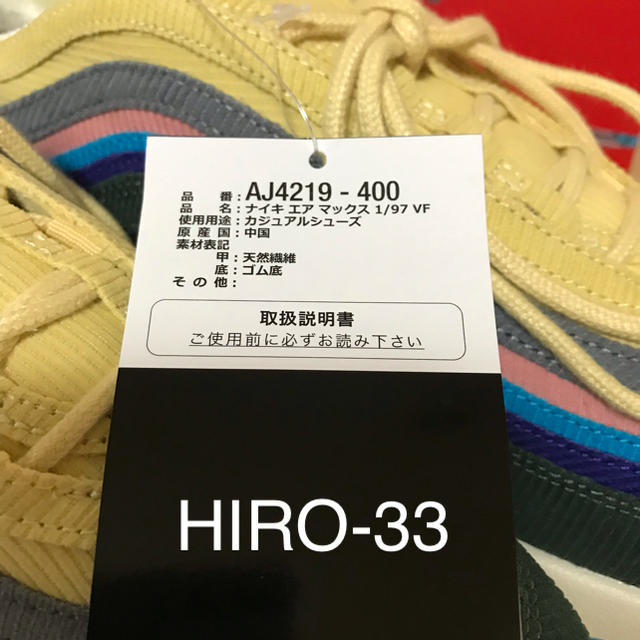 品番：AJ4219 - 400
品名：ナイキ エア マックス 1/97 VF
使用用途：カジュアルシューズ
原産国：中国
素材表記
甲：天然繊維
底：ゴム底
その他：
取扱説明書
ご使用前に必ずお読み下さい
HIRO-33